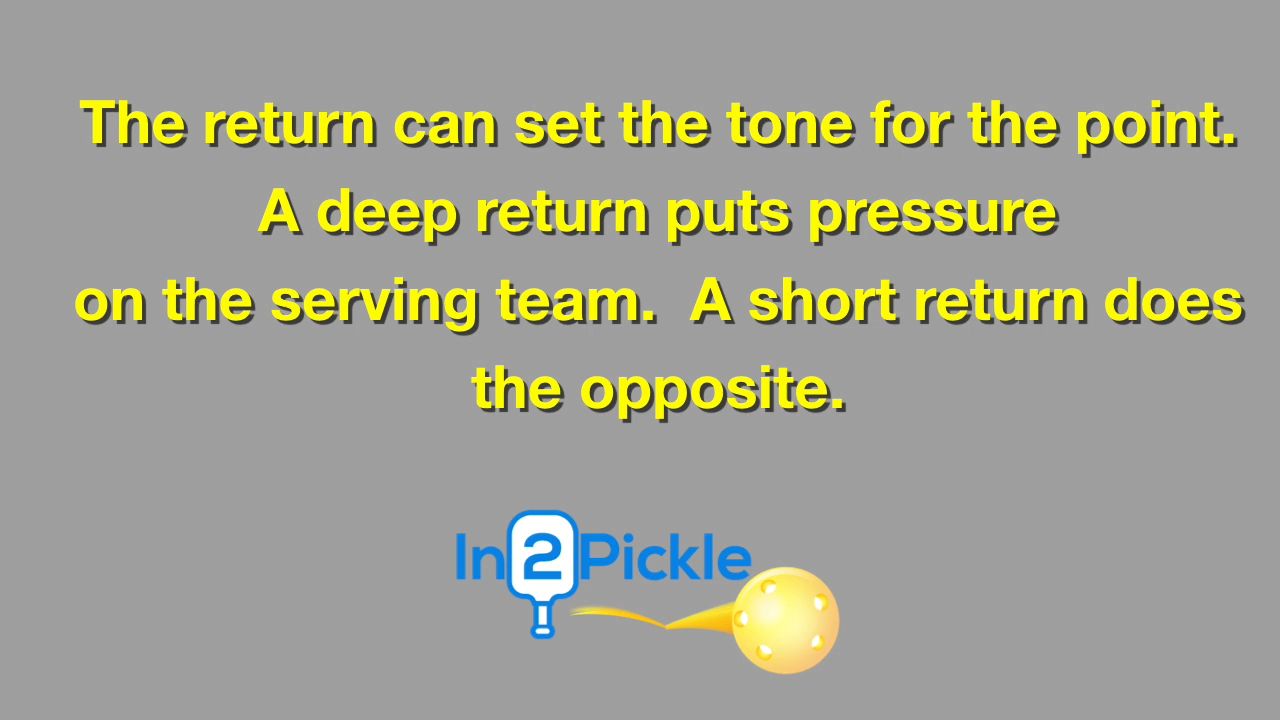 The return can set the tone for the point.
A deep return puts pressure
on the serving team.  A short return does
the opposite.
In2Pickle